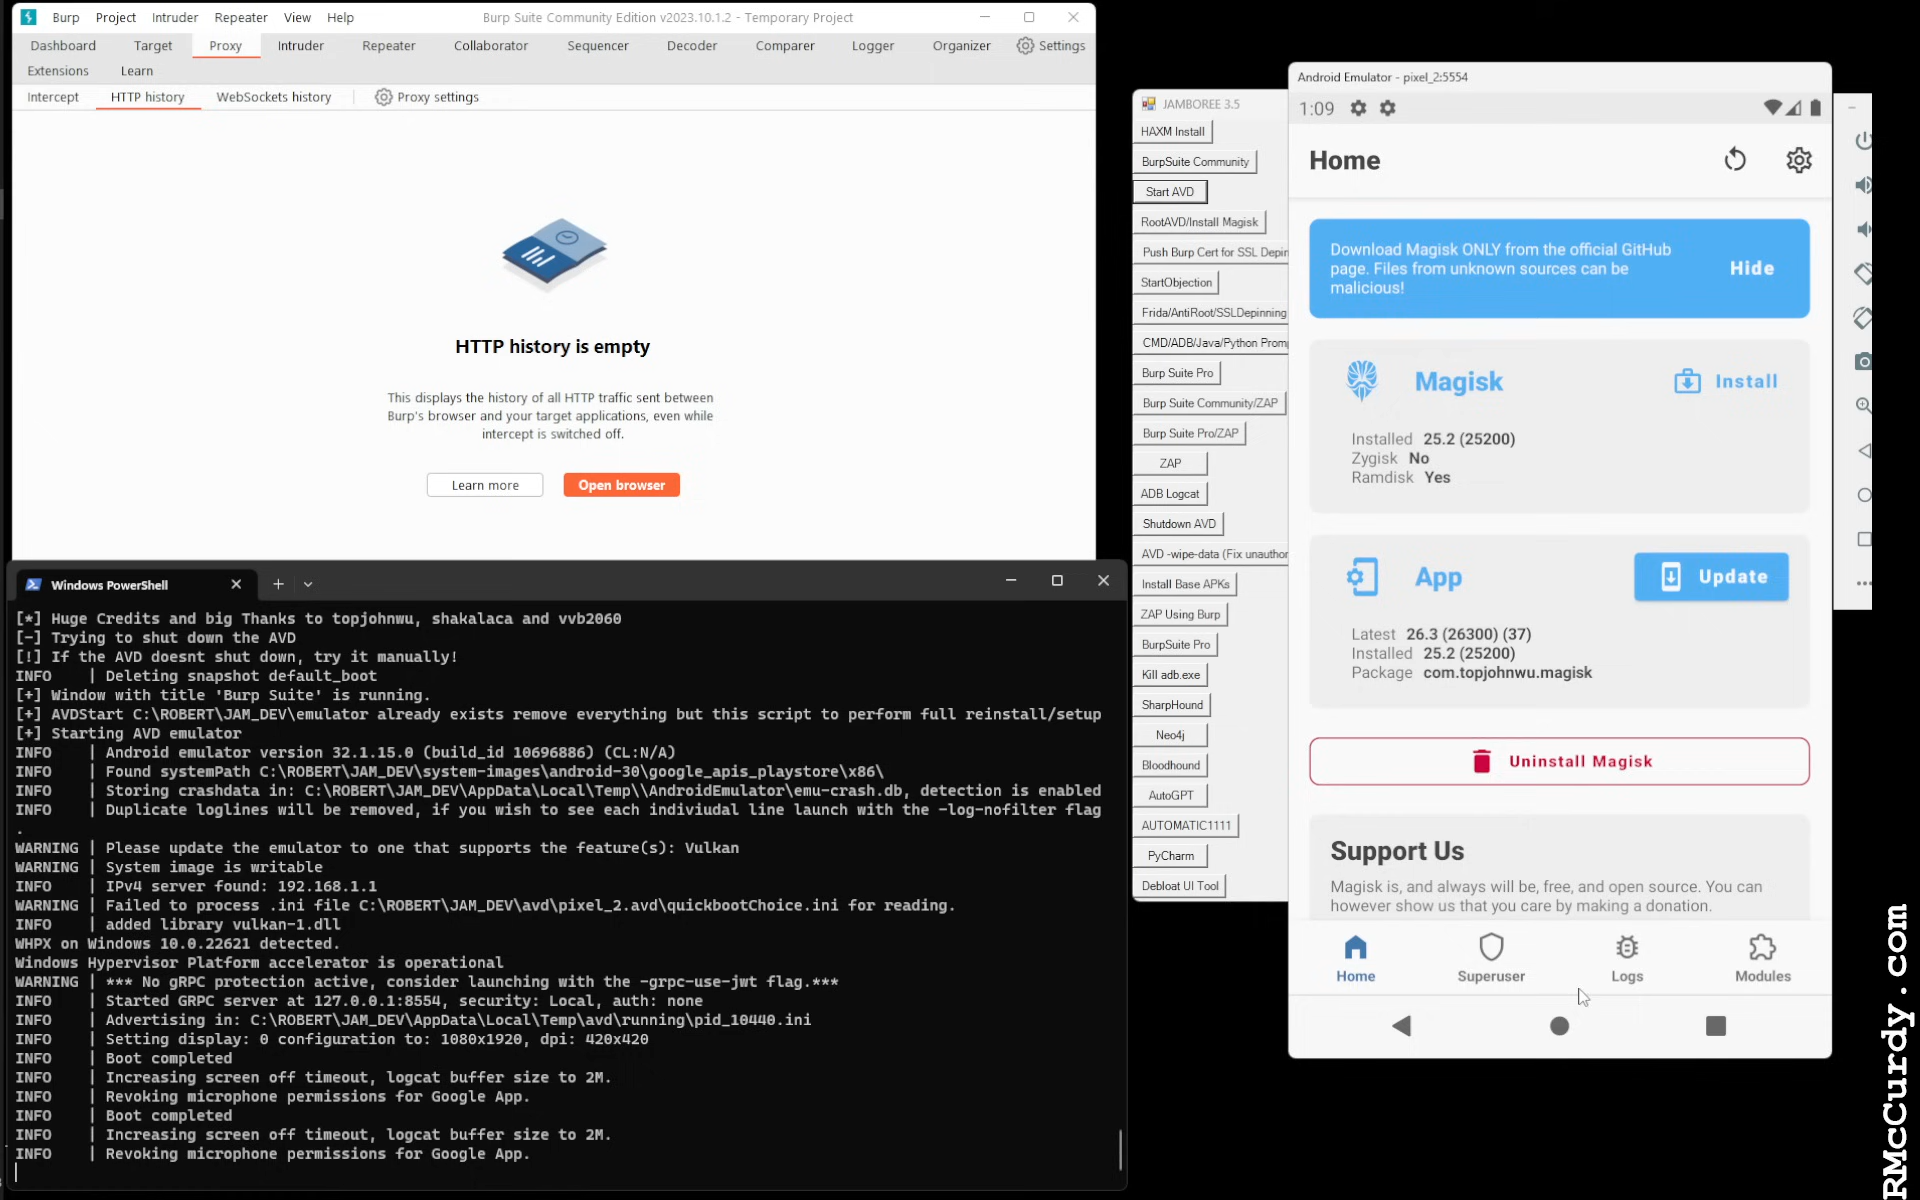 Burp Project Intruder Repeater View Help
Burp Suite Community Edition v2023.10.1.2 - Temporary Project
Dashboard Target Proxy Intruder Repeater Collaborator Sequencer Decoder Comparer Logger Organizer Settings
Extensions Learn
Intercept HTTP history WebSockets history Proxy settings
HTTP history is empty
This displays the history of all HTTP traffic sent between
Burp's browser and your target applications, even while
intercept is switched off.
Learn more Open browser
Windows PowerShell
[*] Huge Credits and big Thanks to topjohnwu, shakalaca and vvb2060
[-] Trying to shut down the AVD
[!] If the AVD doesnt shut down, try it manually!
INFO | Deleting snapshot default_boot
[+] Window with title 'Burp Suite' is running.
[+] AVDStart C:\ROBERT\JAM_DEV\emulator already exists remove everything but this script to perform full reinstall/setup
[+] Starting AVD emulator
INFO | Android emulator version 32.1.15.0 (build_id 10696886) (CL:N/A)
INFO | Found systemPath C:\ROBERT\JAM_DEV\system-images\android-30\google_apis_playstore\x86\
INFO | Storing crashdata in: C:\ROBERT\JAM_DEV\AppData\Local\Temp\\AndroidEmulator\emu-crash.db, detection is enabled
INFO | Duplicate loglines will be removed, if you wish to see each indiviudal line launch with the -log-nofilter flag
.
WARNING | Please update the emulator to one that supports the feature(s): Vulkan
WARNING | System image is writable
INFO | IPv4 server found: 192.168.1.1
WARNING | Failed to process .ini file C:\ROBERT\JAM_DEV\avd\pixel_2.avd\quickbootChoice.ini for reading.
INFO | added library vulkan-1.dll
WHPX on Windows 10.0.22621 detected.
Windows Hypervisor Platform accelerator is operational
WARNING | *** No gRPC protection active, consider launching with the -grpc-use-jwt flag.***
INFO | Started GRPC server at 127.0.0.1:8554, security: Local, auth: none
INFO | Advertising in: C:\ROBERT\JAM_DEV\AppData\Local\Temp\avd\running\pid_10440.ini
INFO | Setting display: 0 configuration to: 1080x1920, dpi: 420x420
INFO | Boot completed
INFO | Increasing screen off timeout, logcat buffer size to 2M.
INFO | Revoking microphone permissions for Google App.
INFO | Boot completed
INFO | Increasing screen off timeout, logcat buffer size to 2M.
INFO | Revoking microphone permissions for Google App.
JAMBOREE 3.5
HAXM Install
BurpSuite Community
Start AVD
RootAVD/Install Magisk
Push Burp Cert for SSL Depin
StartObjection
Frida/AntiRoot/SSLDepinning
CMD/ADB/Java/Python Prom
Burp Suite Pro
Burp Suite Community/ZAP
Burp Suite Pro/ZAP
ZAP
ADB Logcat
Shutdown AVD
AVD -wipe-data (Fix unauthor
Install Base APKs
ZAP Using Burp
BurpSuite Pro
Kill adb.exe
SharpHound
Neo4j
Bloodhound
AutoGPT
AUTOMATIC1111
PyCharm
Debloat UI Tool
Android Emulator - pixel_2:5554
1:09
Home
Download Magisk ONLY from the official GitHub
page. Files from unknown sources can be
malicious!
Hide
Magisk Install
Installed 25.2 (25200)
Zygisk No
Ramdisk Yes
App Update
Latest 26.3 (26300) (37)
Installed 25.2 (25200)
Package com.topjohnwu.magisk
Uninstall Magisk
Support Us
Magisk is, and always will be, free, and open source. You can
however show us that you care by making a donation.
Home Superuser Logs Modules
RMcCurdy.com